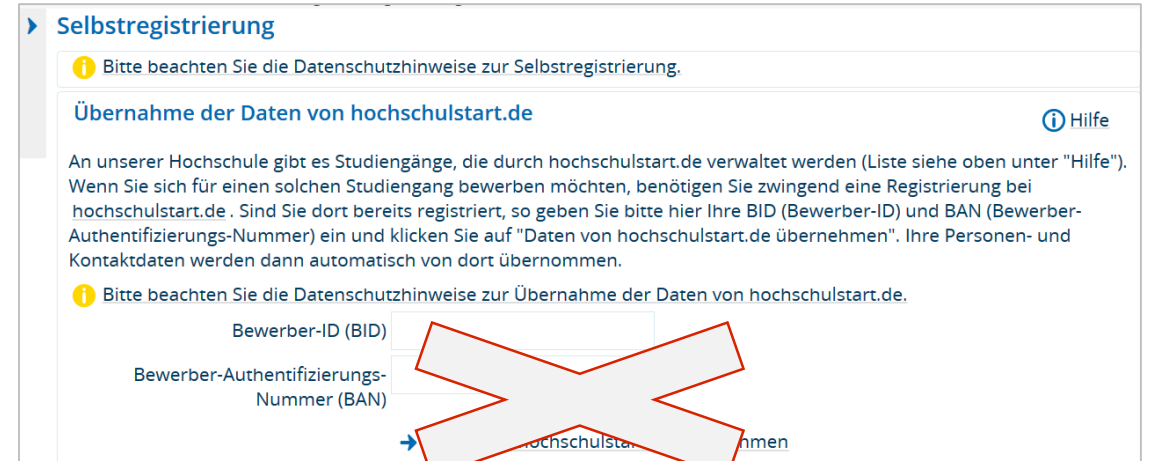 Selbstregistrierung
Bitte beachten Sie die Datenschutzhinweise zur Selbstregistrierung.
Übernahme der Daten von hochschulstart.de
Hilfe
An unserer Hochschule gibt es Studiengänge, die durch hochschulstart.de verwaltet werden (Liste siehe oben unter "Hilfe").
Wenn Sie sich für einen solchen Studiengang bewerben möchten, benötigen Sie zwingend eine Registrierung bei
hochschulstart.de . Sind Sie dort bereits registriert, so geben Sie bitte hier Ihre BID (Bewerber-ID) und BAN (Bewerber-
Authentifizierungs-Nummer) ein und klicken Sie auf "Daten von hochschulstart.de übernehmen". Ihre Personen- und
Kontaktdaten werden dann automatisch von dort übernommen.
Bitte beachten Sie die Datenschutzhinweise zur Übernahme der Daten von hochschulstart.de.
Bewerber-ID (BID)
Bewerber-Authentifizierungs-
Nummer (BAN)